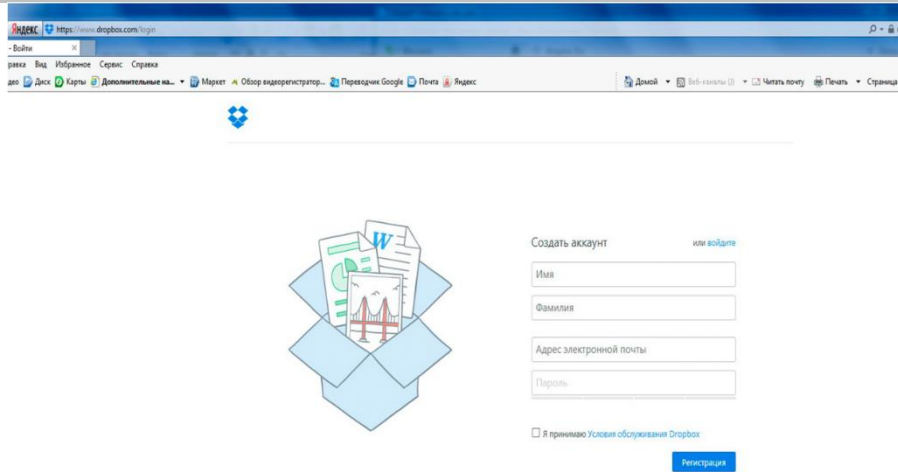 Яндекс https://www.dropbox.com/login
- Войти ×
равка Вид Избранное Сервис Справка
део Диск Карты Дополнительные на... Маркет Обзор видеорегистратор... Переводчик Google Почта Яндекс Домой Веб-каналы (J) Читать почту Печать Страница
W
Создать аккаунт или войдите
Имя
Фамилия
Адрес электронной почты
Пароль
Я принимаю Условия обслуживания Dropbox
Регистрация